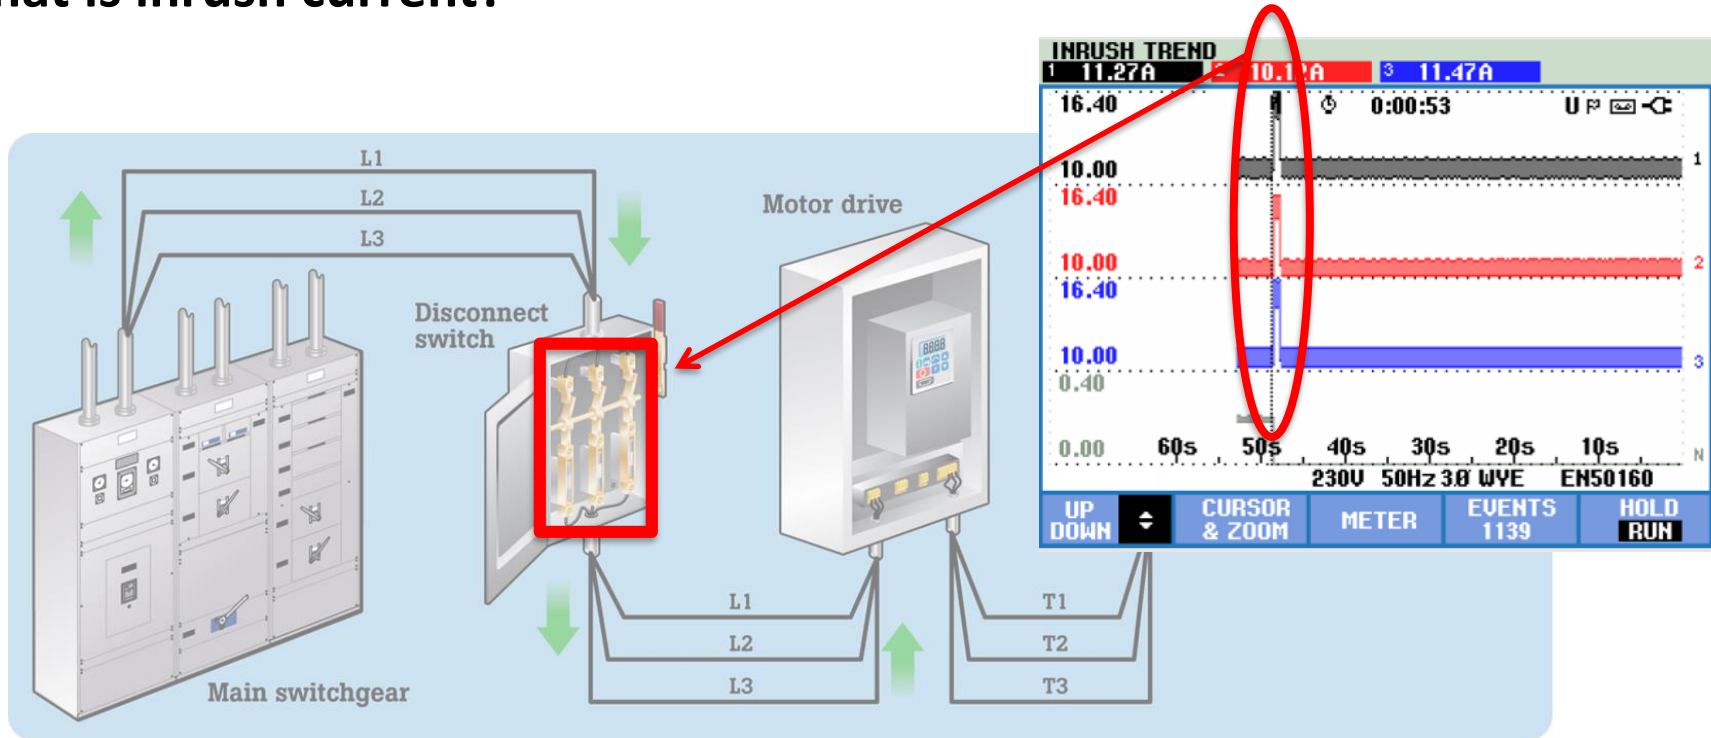 hat is inrush current?
INRUSH TREND
1 11.27A 2 10.12A 3 11.47A
16.40 0:00:53 U
10.00 1
16.40
10.00 2
16.40
10.00 3
0.40
0.00 60s 50s 40s 30s 20s 10s N
230V 50Hz 3Ø WYE EN50160
UP DOWN CURSOR & ZOOM METER EVENTS 1139 HOLD RUN
L1
L2
L3
Disconnect
switch
Motor drive
8888
Main switchgear
L1
L2
L3
T1
T2
T3